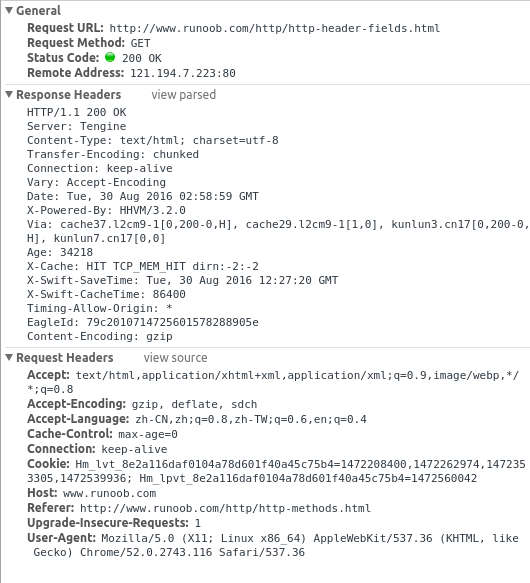 General
Request URL: http://www.runoob.com/http/http-header-fields.html
Request Method: GET
Status Code: 200 OK
Remote Address: 121.194.7.223:80
Response Headers view parsed
HTTP/1.1 200 OK
Server: Tengine
Content-Type: text/html; charset=utf-8
Transfer-Encoding: chunked
Connection: keep-alive
Vary: Accept-Encoding
Date: Tue, 30 Aug 2016 02:58:59 GMT
X-Powered-By: HHVM/3.2.0
Via: cache37.l2cm9-1[0,200-0,H], cache29.l2cm9-1[1,0], kunlun3.cn17[0,200-0,
H], kunlun7.cn17[0,0]
Age: 34218
X-Cache: HIT TCP_MEM_HIT dirn:-2:-2
X-Swift-SaveTime: Tue, 30 Aug 2016 12:27:20 GMT
X-Swift-CacheTime: 86400
Timing-Allow-Origin: *
EagleId: 79c2010714725601578288905e
Content-Encoding: gzip
Request Headers view source
Accept: text/html,application/xhtml+xml,application/xml;q=0.9,image/webp,*/
*;q=0.8
Accept-Encoding: gzip, deflate, sdch
Accept-Language: zh-CN,zh;q=0.8,zh-TW;q=0.6,en;q=0.4
Cache-Control: max-age=0
Connection: keep-alive
Cookie: Hm_lvt_8e2a116daf0104a78d601f40a45c75b4=1472208400,1472262974,147235
3305,1472539936; Hm_lpvt_8e2a116daf0104a78d601f40a45c75b4=1472560042
Host: www.runoob.com
Referer: http://www.runoob.com/http/http-methods.html
Upgrade-Insecure-Requests: 1
User-Agent: Mozilla/5.0 (X11; Linux x86_64) AppleWebKit/537.36 (KHTML, like
Gecko) Chrome/52.0.2743.116 Safari/537.36